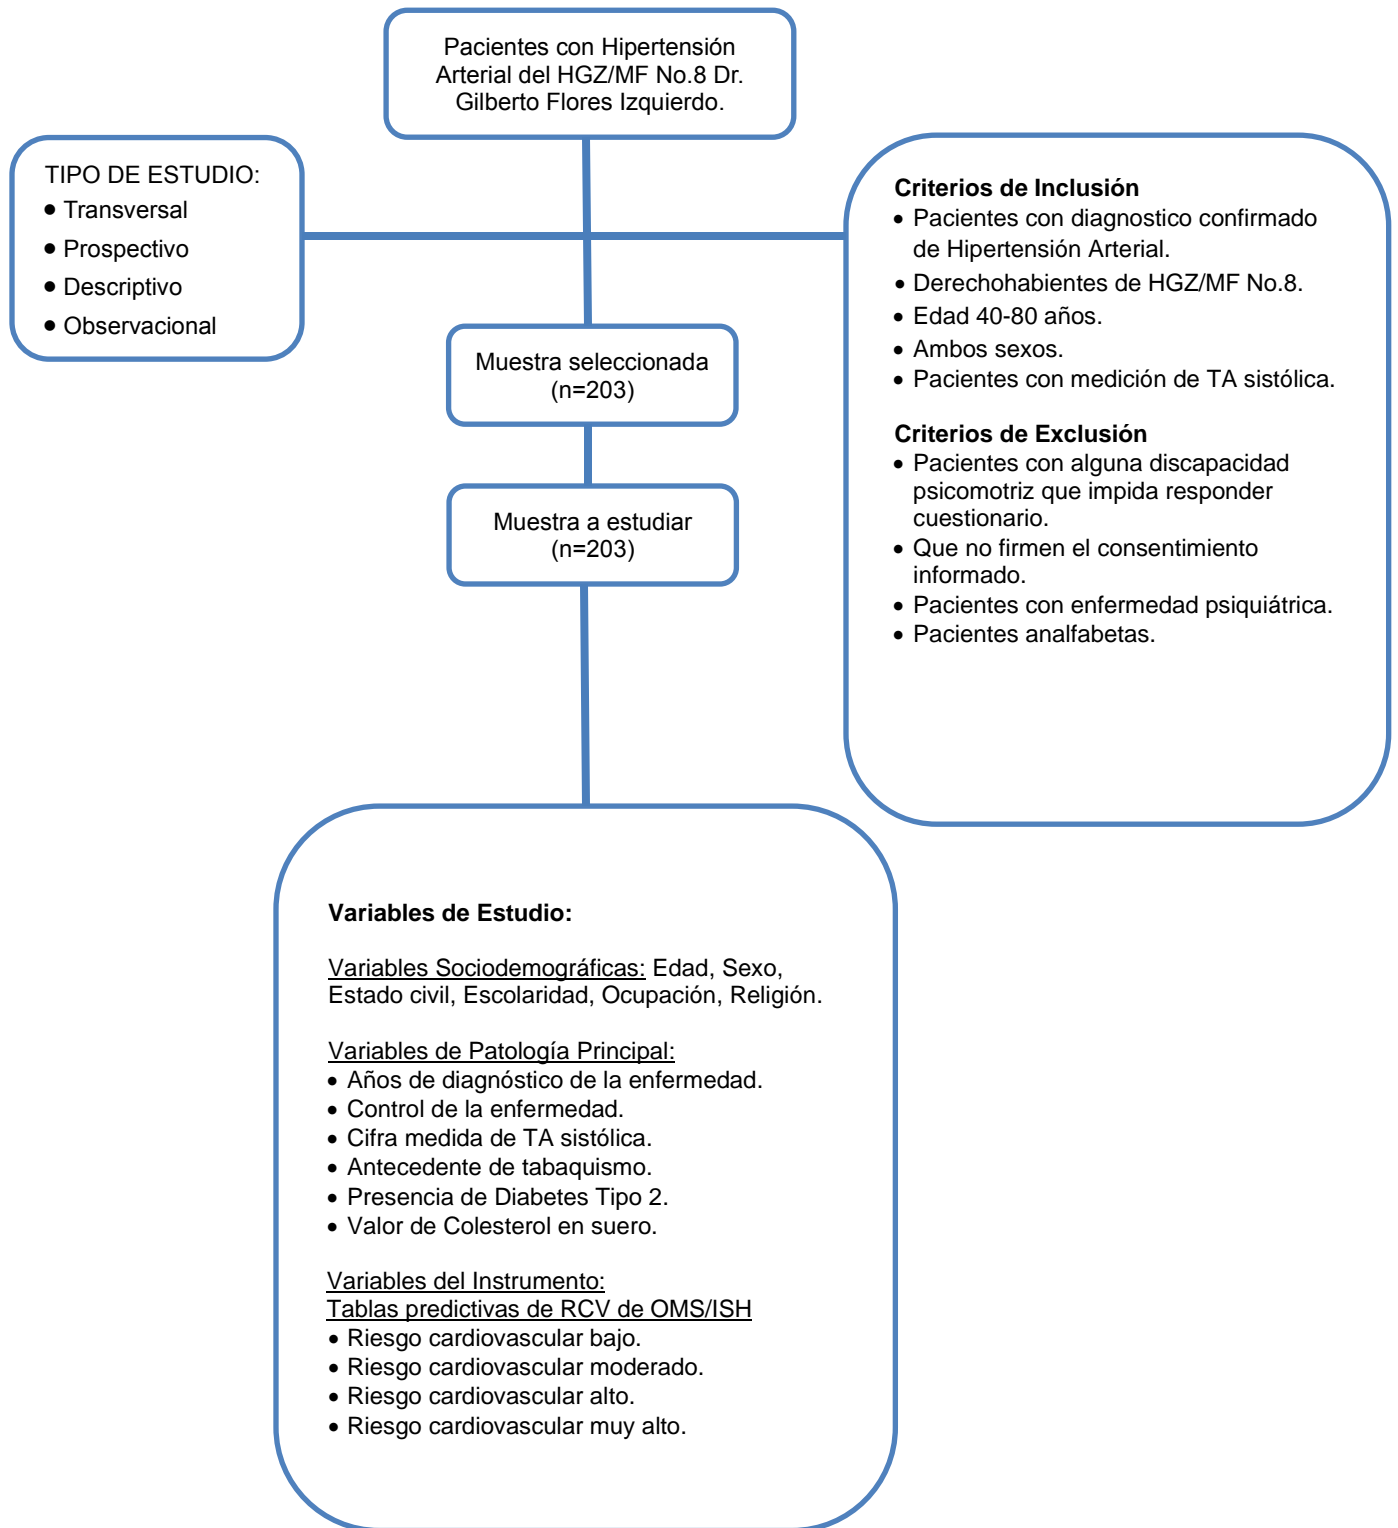 Pacientes con Hipertensión
Arterial del HGZ/MF No.8 Dr.
Gilberto Flores Izquierdo.
TIPO DE ESTUDIO:
● Transversal
● Prospectivo
● Descriptivo
● Observacional
Criterios de Inclusión
• Pacientes con diagnostico confirmado
de Hipertensión Arterial.
• Derechohabientes de HGZ/MF No.8.
• Edad 40-80 años.
• Ambos sexos.
• Pacientes con medición de TA sistólica.
Criterios de Exclusión
• Pacientes con alguna discapacidad
psicomotriz que impida responder
cuestionario.
• Que no firmen el consentimiento
informado.
• Pacientes con enfermedad psiquiátrica.
• Pacientes analfabetas.
Muestra seleccionada
(n=203)
Muestra a estudiar
(n=203)
Variables de Estudio:
Variables Sociodemográficas: Edad, Sexo,
Estado civil, Escolaridad, Ocupación, Religión.
Variables de Patología Principal:
• Años de diagnóstico de la enfermedad.
• Control de la enfermedad.
• Cifra medida de TA sistólica.
• Antecedente de tabaquismo.
• Presencia de Diabetes Tipo 2.
• Valor de Colesterol en suero.
Variables del Instrumento:
Tablas predictivas de RCV de OMS/ISH
• Riesgo cardiovascular bajo.
• Riesgo cardiovascular moderado.
• Riesgo cardiovascular alto.
• Riesgo cardiovascular muy alto.